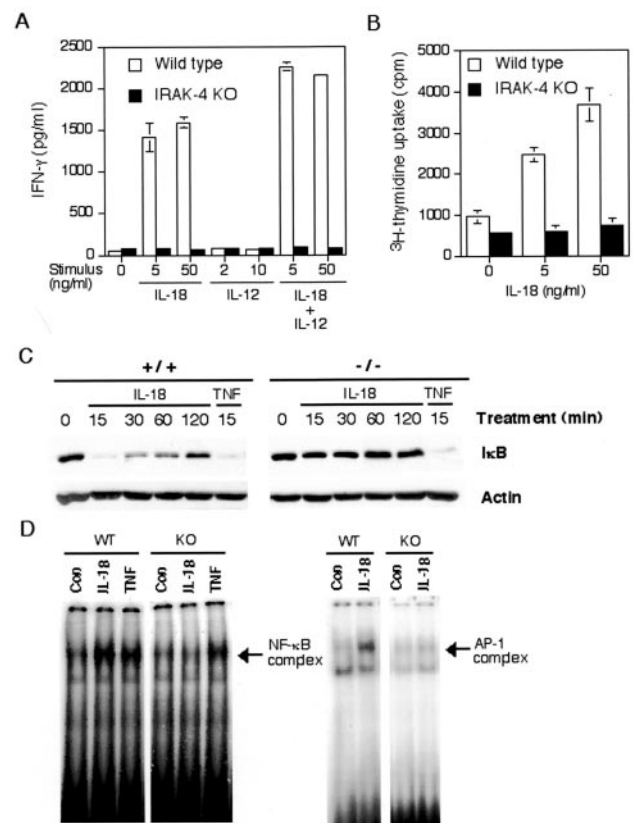 A
IFN-γ (pg/ml)
2500
2000
1500
1000
500
0
Wild type
IRAK-4 KO
Stimulus
(ng/ml)
0 5 50 2 10 5 50
IL-18 IL-12 IL-18
+
IL-12
B
³H-thymidine uptake (cpm)
5000
4000
3000
2000
1000
0
Wild type
IRAK-4 KO
0 5 50
IL-18 (ng/ml)
C
+/+ -/-
IL-18 TNF IL-18 TNF
0 15 30 60 120 15 0 15 30 60 120 15 Treatment (min)
IκB
Actin
D
WT KO WT KO
Con IL-18 TNF Con IL-18 TNF Con IL-18 Con IL-18
NF-κB
complex
AP-1
complex